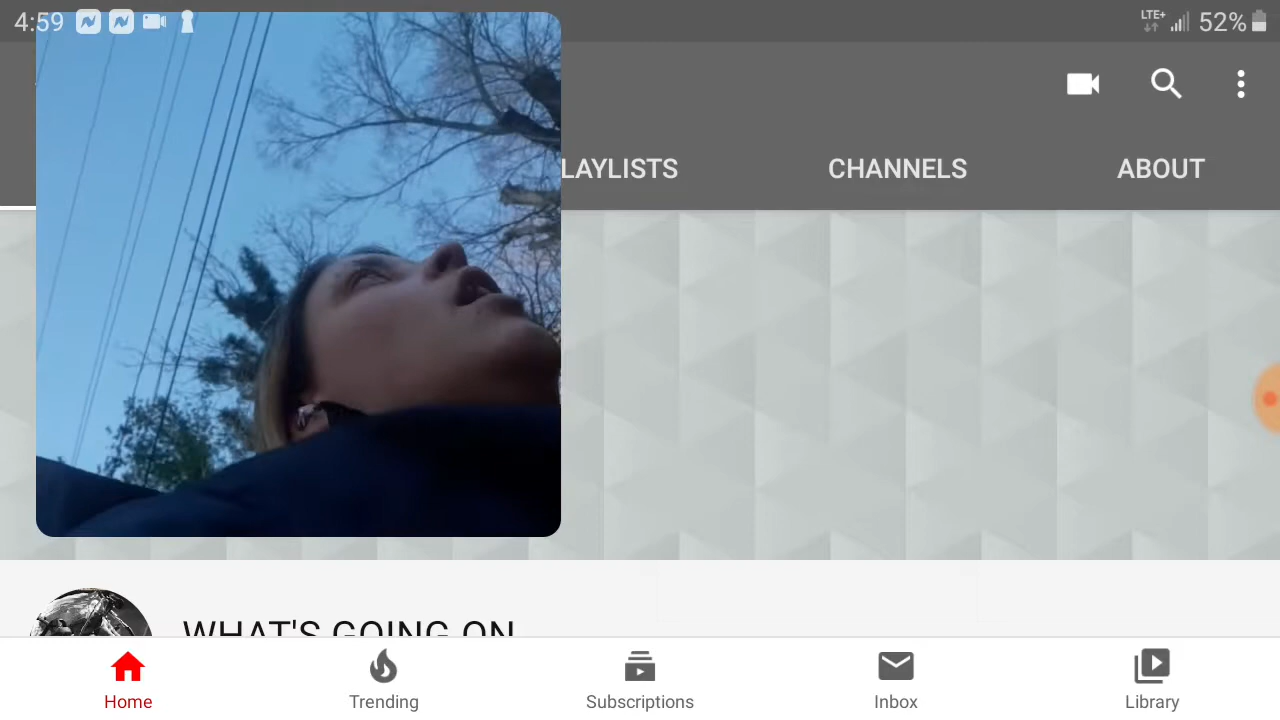 4:59 LTE+ 52%
LAYLISTS CHANNELS ABOUT
WHAT'S GOING ON
Home Trending Subscriptions Inbox Library